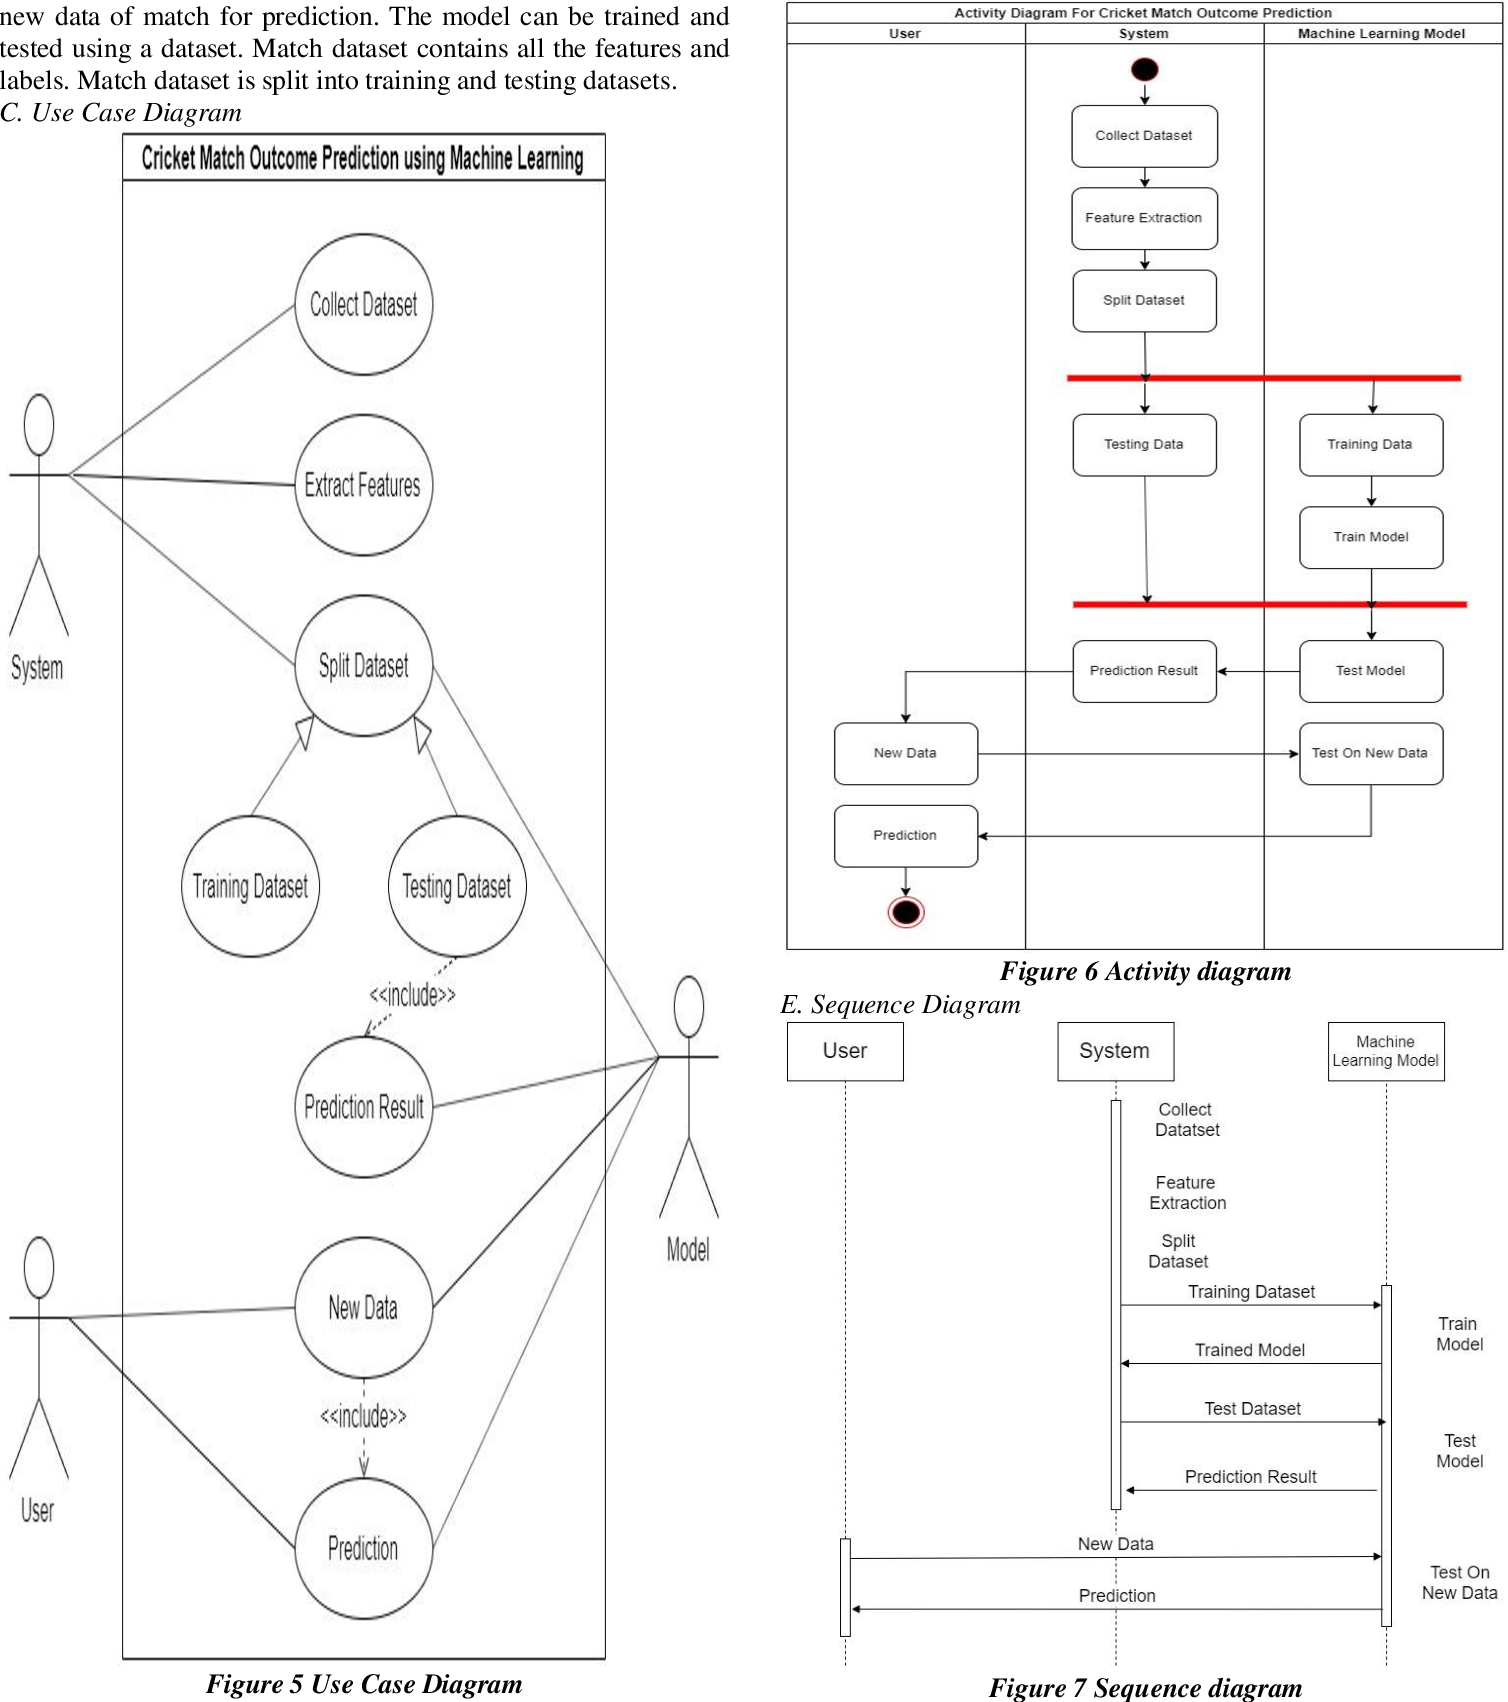 new data of match for prediction. The model can be trained and
tested using a dataset. Match dataset contains all the features and
labels. Match dataset is split into training and testing datasets.
C. Use Case Diagram
Cricket Match Outcome Prediction using Machine Learning
Collect Dataset
Extract Features
System
Split Dataset
Training Dataset
Testing Dataset
<<include>>
Prediction Result
Model
New Data
<<include>>
User
Prediction
Figure 5 Use Case Diagram
Activity Diagram For Cricket Match Outcome Prediction
User
System
Machine Learning Model
Collect Dataset
Feature Extraction
Split Dataset
Testing Data
Training Data
Train Model
Prediction Result
Test Model
New Data
Test On New Data
Prediction
Figure 6 Activity diagram
E. Sequence Diagram
User
System
Machine
Learning Model
Collect
Datatset
Feature
Extraction
Split
Dataset
Training Dataset
Train
Model
Trained Model
Test Dataset
Test
Model
Prediction Result
New Data
Test On
New Data
Prediction
Figure 7 Sequence diagram